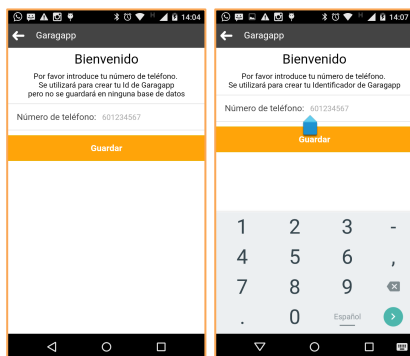 14:04
Garagapp
Bienvenido
Por favor introduce tu número de teléfono.
Se utilizará para crear tu Id de Garagapp
pero no se guardará en ninguna base de datos
Número de teléfono: 601234567
Guardar
14:07
Garagapp
Bienvenido
Por favor introduce tu número de teléfono.
Se utilizará para crear tu Identificador de Garagapp
Número de teléfono: 601234567
Guardar
1 2 3 -
4 5 6 ,
7 8 9
. 0 Español